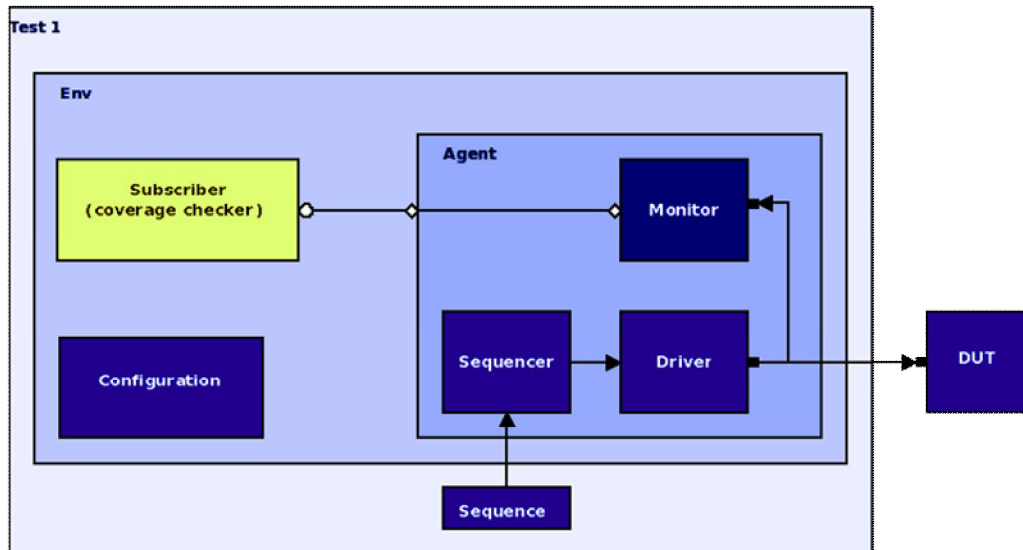 Test 1
Env
Agent
Subscriber
(coverage checker)
Monitor
Configuration
Sequencer
Driver
DUT
Sequence